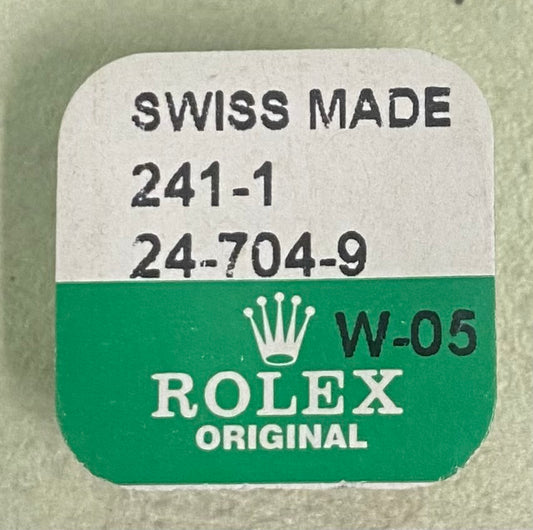 SWISS MADE
241-1
24-704-9
W-05
ROLEX
ORIGINAL